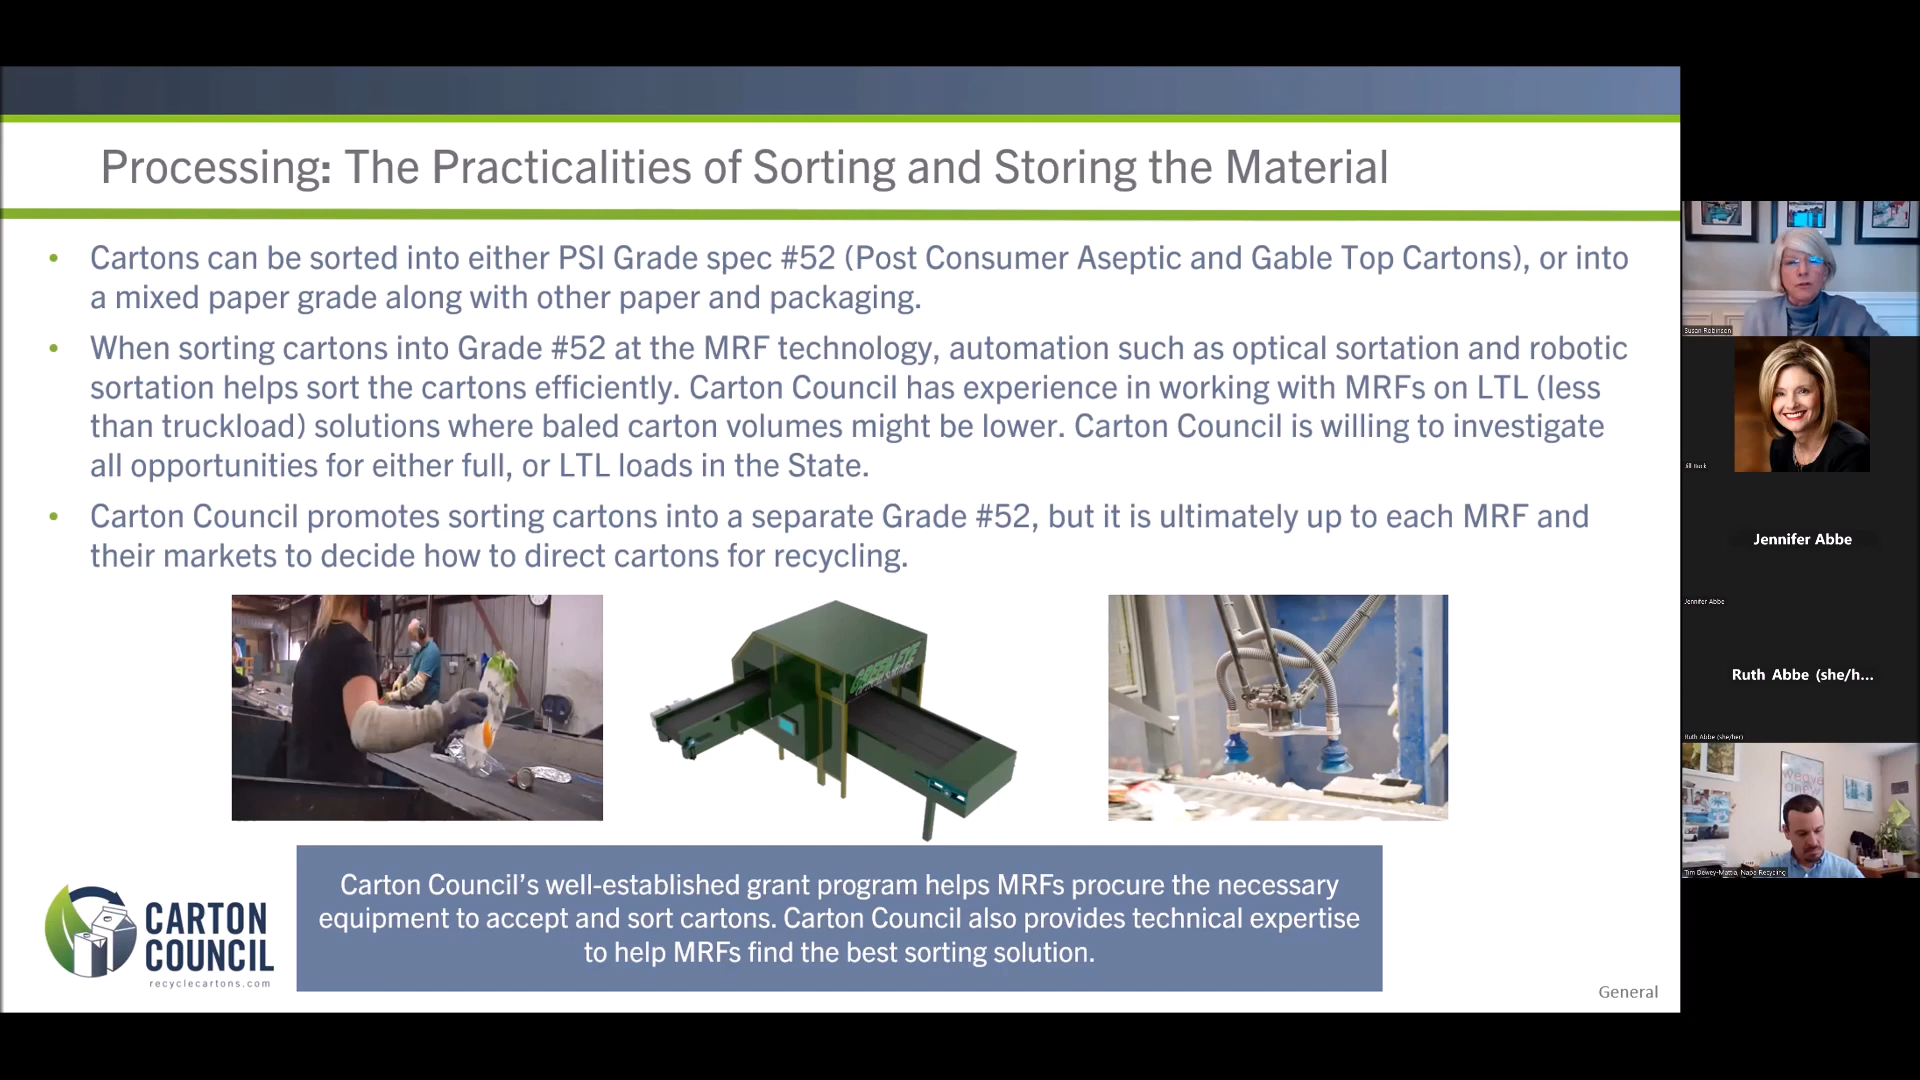 Processing: The Practicalities of Sorting and Storing the Material
• Cartons can be sorted into either PSI Grade spec #52 (Post Consumer Aseptic and Gable Top Cartons), or into
a mixed paper grade along with other paper and packaging.
• When sorting cartons into Grade #52 at the MRF technology, automation such as optical sortation and robotic
sortation helps sort the cartons efficiently. Carton Council has experience in working with MRFs on LTL (less
than truckload) solutions where baled carton volumes might be lower. Carton Council is willing to investigate
all opportunities for either full, or LTL loads in the State.
• Carton Council promotes sorting cartons into a separate Grade #52, but it is ultimately up to each MRF and
their markets to decide how to direct cartons for recycling.
GREEN EYE
Carton Council's well-established grant program helps MRFs procure the necessary
equipment to accept and sort cartons. Carton Council also provides technical expertise
to help MRFs find the best sorting solution.
CARTON
COUNCIL
recyclecartons.com
General
Susan Robinson
Jill Buck
Jennifer Abbe
Jennifer Abbe
Ruth Abbe (she/h...
Ruth Abbe (she/her)
weave
anew
Tim Dewey-Mattia, Napa Recycling